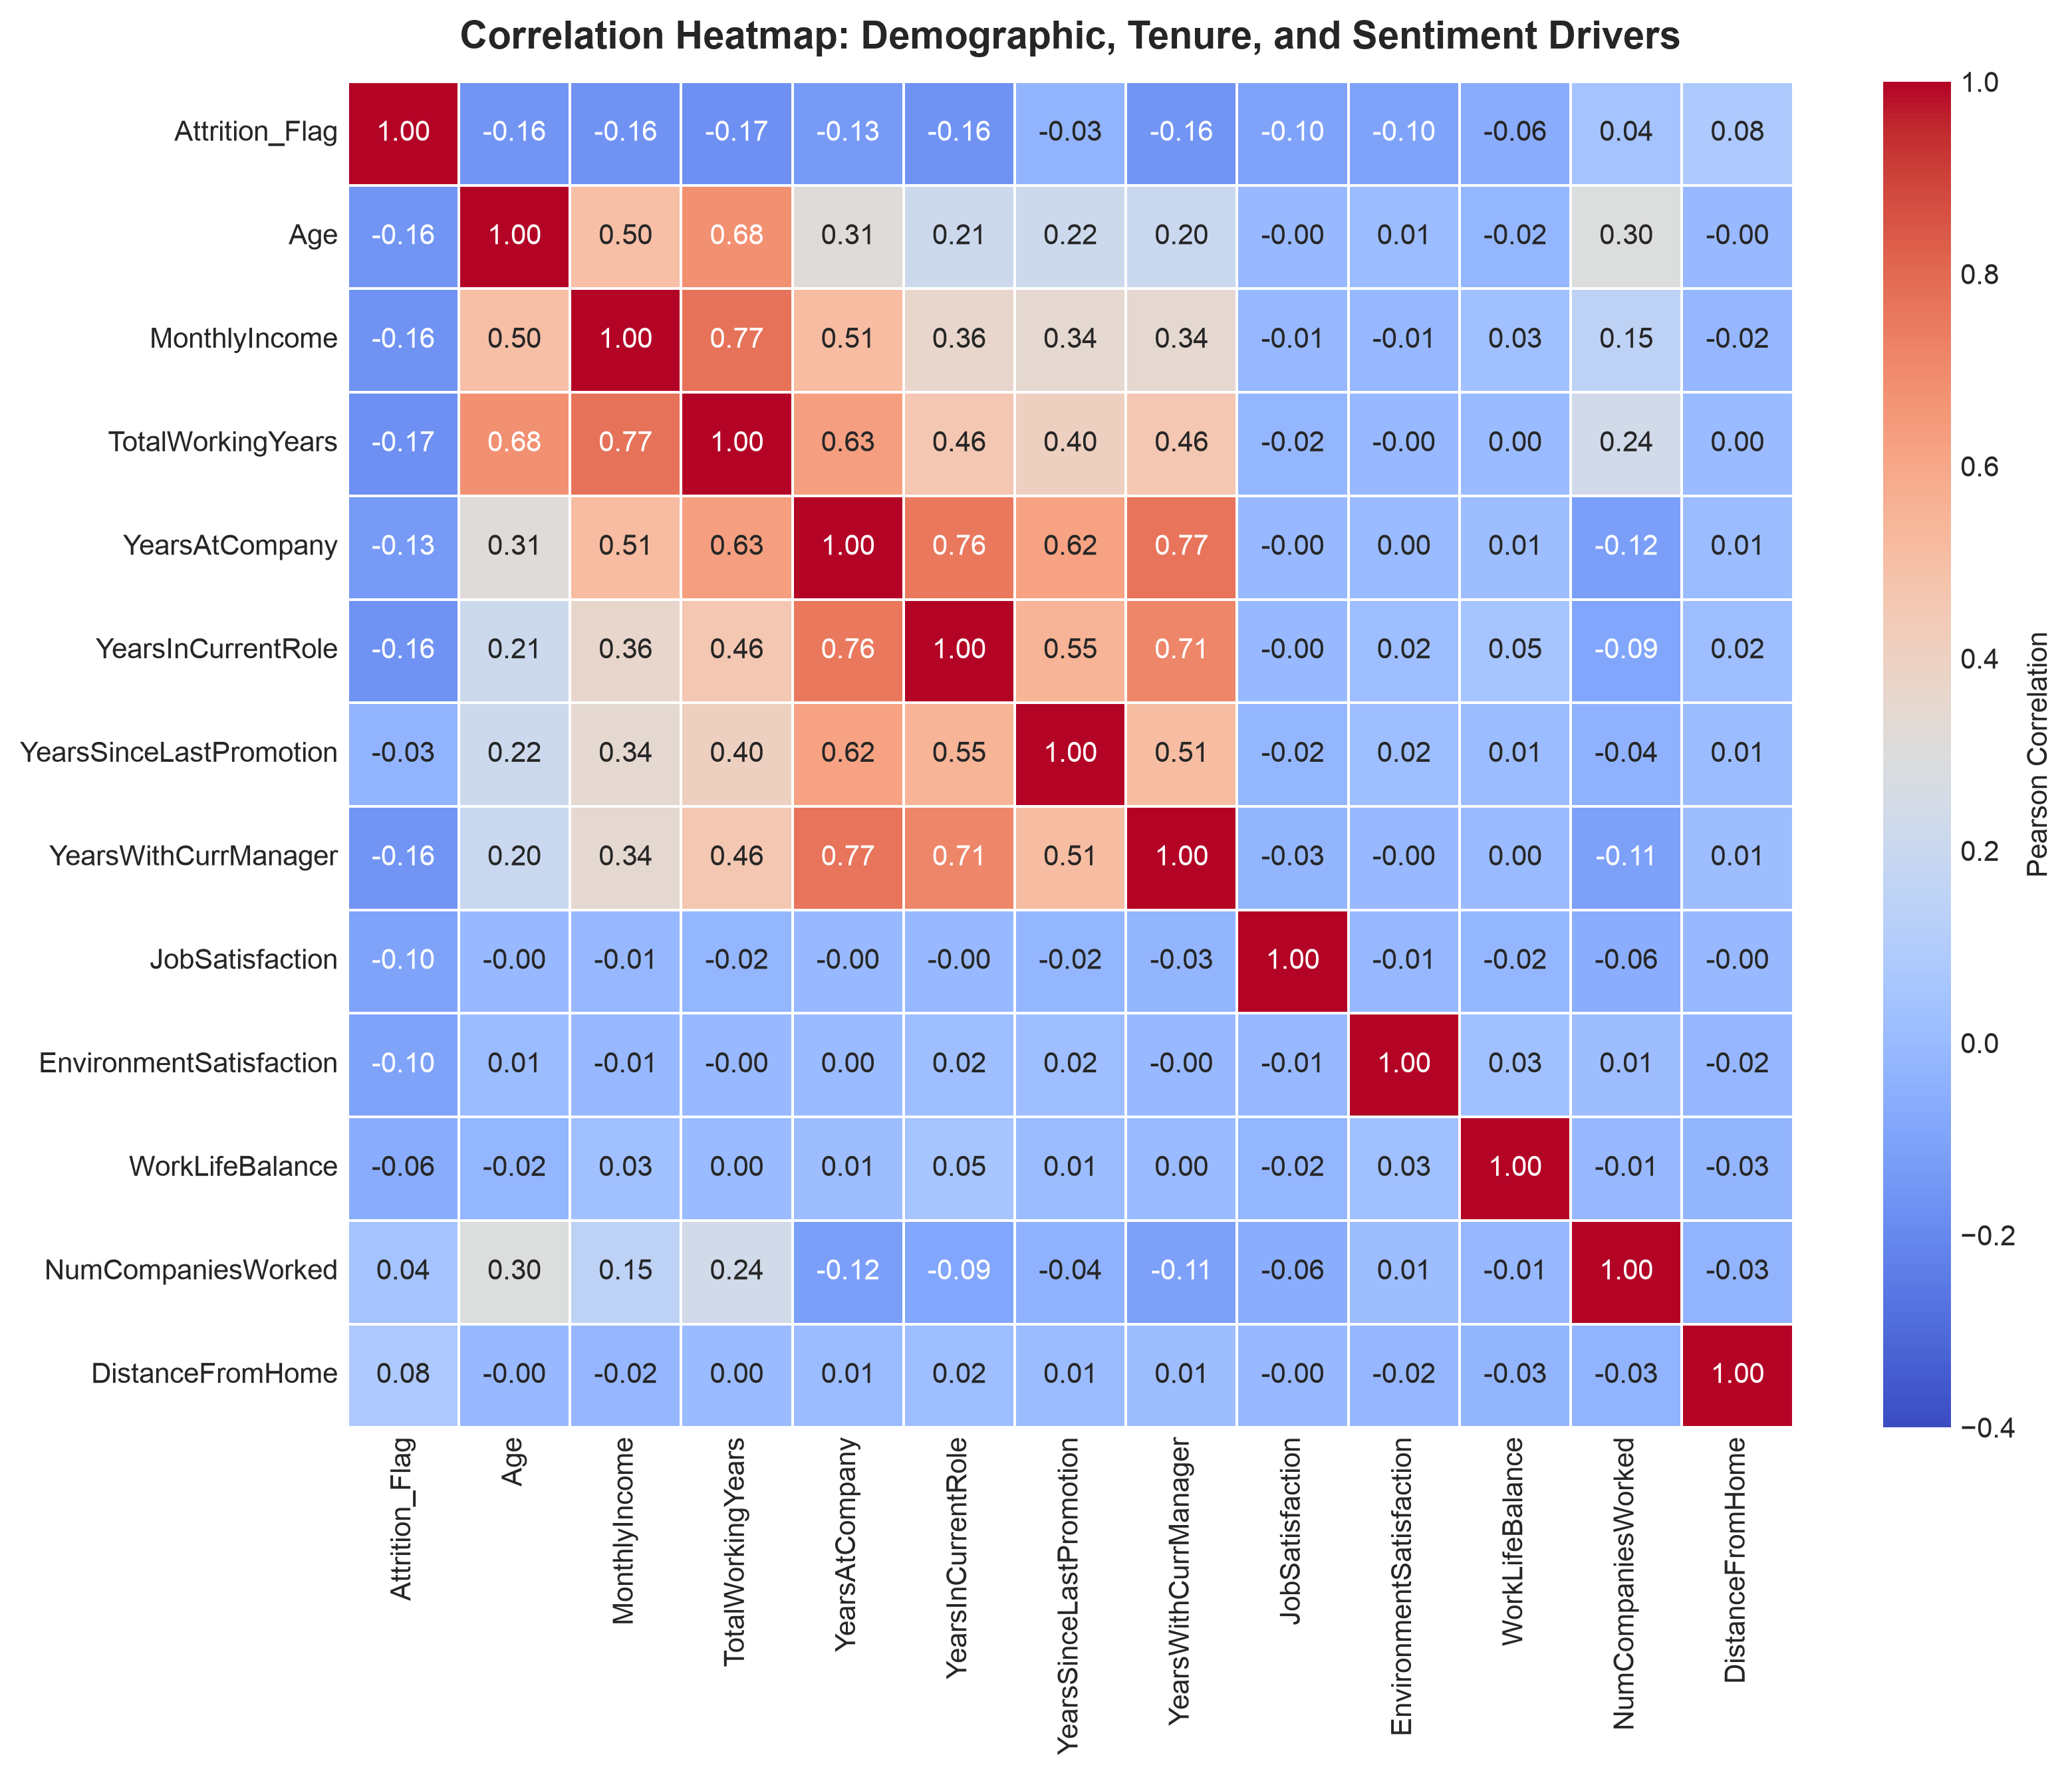 Correlation Heatmap: Demographic, Tenure, and Sentiment Drivers
Attrition_Flag 1.00 -0.16 -0.16 -0.17 -0.13 -0.16 -0.03 -0.16 -0.10 -0.10 -0.06 0.04 0.08
Age -0.16 1.00 0.50 0.68 0.31 0.21 0.22 0.20 -0.00 0.01 -0.02 0.30 -0.00
MonthlyIncome -0.16 0.50 1.00 0.77 0.51 0.36 0.34 0.34 -0.01 -0.01 0.03 0.15 -0.02
TotalWorkingYears -0.17 0.68 0.77 1.00 0.63 0.46 0.40 0.46 -0.02 -0.00 0.00 0.24 0.00
YearsAtCompany -0.13 0.31 0.51 0.63 1.00 0.76 0.62 0.77 -0.00 0.00 0.01 -0.12 0.01
YearsInCurrentRole -0.16 0.21 0.36 0.46 0.76 1.00 0.55 0.71 -0.00 0.02 0.05 -0.09 0.02
YearsSinceLastPromotion -0.03 0.22 0.34 0.40 0.62 0.55 1.00 0.51 -0.02 0.02 0.01 -0.04 0.01
YearsWithCurrManager -0.16 0.20 0.34 0.46 0.77 0.71 0.51 1.00 -0.03 -0.00 0.00 -0.11 0.01
JobSatisfaction -0.10 -0.00 -0.01 -0.02 -0.00 -0.00 -0.02 -0.03 1.00 -0.01 -0.02 -0.06 -0.00
EnvironmentSatisfaction -0.10 0.01 -0.01 -0.00 0.00 0.02 0.02 -0.00 -0.01 1.00 0.03 0.01 -0.02
WorkLifeBalance -0.06 -0.02 0.03 0.00 0.01 0.05 0.01 0.00 -0.02 0.03 1.00 -0.01 -0.03
NumCompaniesWorked 0.04 0.30 0.15 0.24 -0.12 -0.09 -0.04 -0.11 -0.06 0.01 -0.01 1.00 -0.03
DistanceFromHome 0.08 -0.00 -0.02 0.00 0.01 0.02 0.01 0.01 -0.00 -0.02 -0.03 -0.03 1.00
Attrition_Flag
Age
MonthlyIncome
TotalWorkingYears
YearsAtCompany
YearsInCurrentRole
YearsSinceLastPromotion
YearsWithCurrManager
JobSatisfaction
EnvironmentSatisfaction
WorkLifeBalance
NumCompaniesWorked
DistanceFromHome
1.0
0.8
0.6
0.4
0.2
0.0
−0.2
−0.4
Pearson Correlation